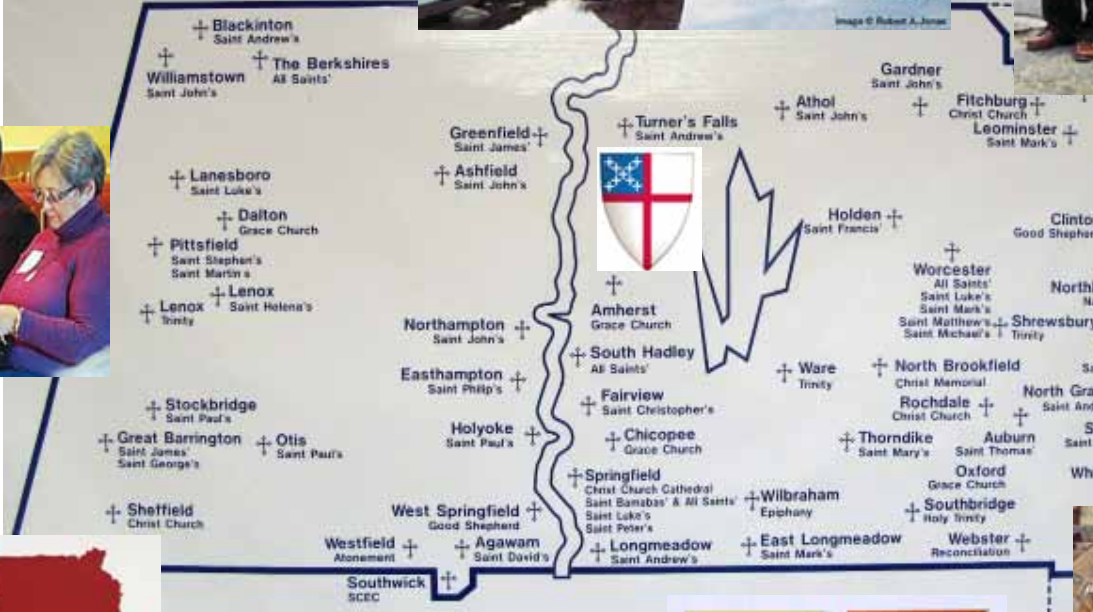 image © Robert A. Jonas
Blackinton
Saint Andrew's
The Berkshires
All Saints'
Williamstown
Saint John's
Gardner
Saint John's
Athol
Saint John's
Fitchburg
Christ Church
Leominster
Saint Mark's
Greenfield
Saint James'
Turner's Falls
Saint Andrew's
Ashfield
Saint John's
Lanesboro
Saint Luke's
Dalton
Grace Church
Pittsfield
Saint Stephen's
Saint Martin's
Lenox
Saint Helena's
Lenox
Trinity
Holden
Saint Francis'
Clinto
Good Shepher
Worcester
All Saints'
Saint Luke's
Saint Mark's
Saint Matthew's
Saint Michael's
North
Shrewsbury
Trinity
Amherst
Grace Church
Northampton
Saint John's
South Hadley
All Saints'
Easthampton
Saint Philip's
Ware
Trinity
North Brookfield
Christ Memorial
Fairview
Saint Christopher's
Rochdale
Christ Church
North Gra
Saint And
Stockbridge
Saint Paul's
Great Barrington
Saint James'
Saint George's
Otis
Saint Paul's
Holyoke
Saint Paul's
Chicopee
Grace Church
Thorndike
Saint Mary's
Auburn
Saint Thomas'
S
Saint
Springfield
Christ Church Cathedral
Saint Barnabas' & All Saints'
Saint Luke's
Saint Peter's
Oxford
Grace Church
Wh
Wilbraham
Epiphany
Southbridge
Holy Trinity
Sheffield
Christ Church
West Springfield
Good Shepherd
Westfield
Atonement
Agawam
Saint David's
Longmeadow
Saint Andrew's
East Longmeadow
Saint Mark's
Webster
Reconciliation
Southwick
SCEC